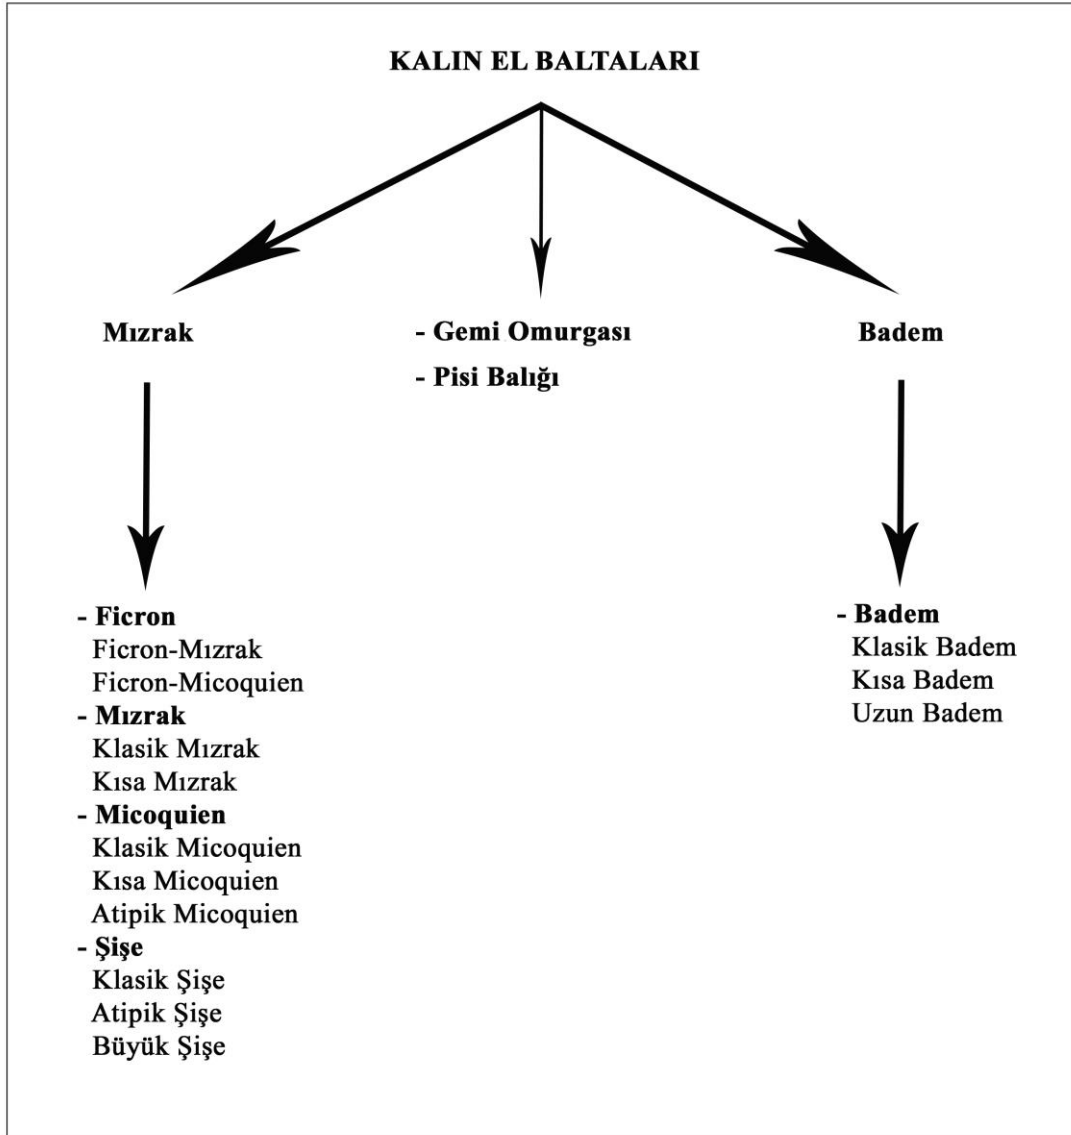 KALIN EL BALTALARI
Mızrak
- Gemi Omurgası
- Pisi Balığı
Badem
- Ficron
Ficron-Mızrak
Ficron-Micoquien
- Mızrak
Klasik Mızrak
Kısa Mızrak
- Micoquien
Klasik Micoquien
Kısa Micoquien
Atipik Micoquien
- Şişe
Klasik Şişe
Atipik Şişe
Büyük Şişe
- Badem
Klasik Badem
Kısa Badem
Uzun Badem